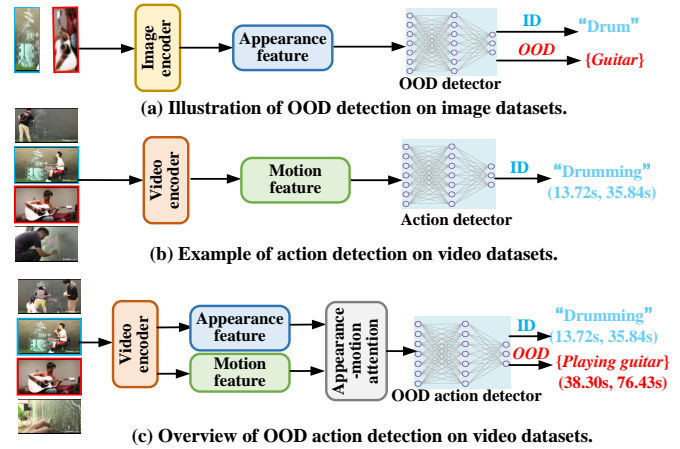 Image
encoder
Appearance
feature
ID
"Drum"
OOD
{Guitar}
OOD detector
(a) Illustration of OOD detection on image datasets.
Video
encoder
Motion
feature
ID
"Drumming"
(13.72s, 35.84s)
Action detector
(b) Example of action detection on video datasets.
Video
encoder
Appearance
feature
Motion
feature
Appearance
-motion
attention
ID
"Drumming"
(13.72s, 35.84s)
OOD
{Playing guitar}
(38.30s, 76.43s)
OOD action detector
(c) Overview of OOD action detection on video datasets.